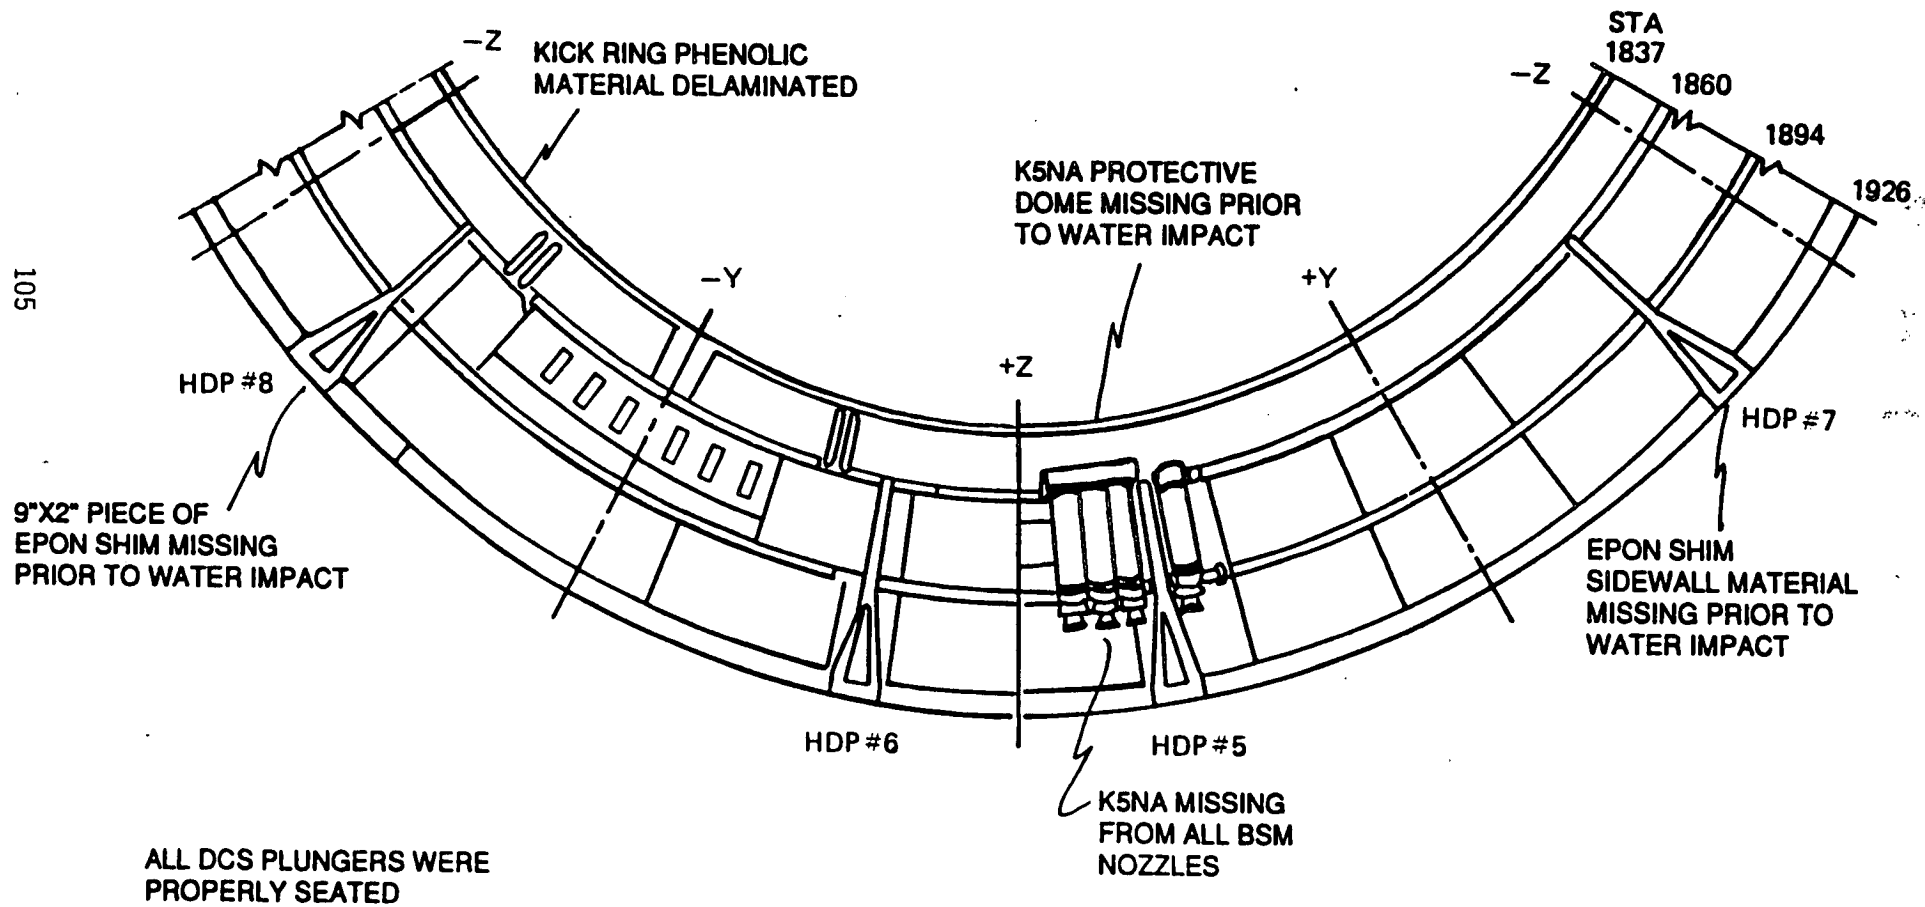 STA
1837
1860
1894
1926
−Z
−Z
KICK RING PHENOLIC
MATERIAL DELAMINATED
K5NA PROTECTIVE
DOME MISSING PRIOR
TO WATER IMPACT
105
−Y
+Y
+Z
HDP #8
HDP #7
9"X2" PIECE OF
EPON SHIM MISSING
PRIOR TO WATER IMPACT
EPON SHIM
SIDEWALL MATERIAL
MISSING PRIOR TO
WATER IMPACT
HDP #6
HDP #5
K5NA MISSING
FROM ALL BSM
NOZZLES
ALL DCS PLUNGERS WERE
PROPERLY SEATED